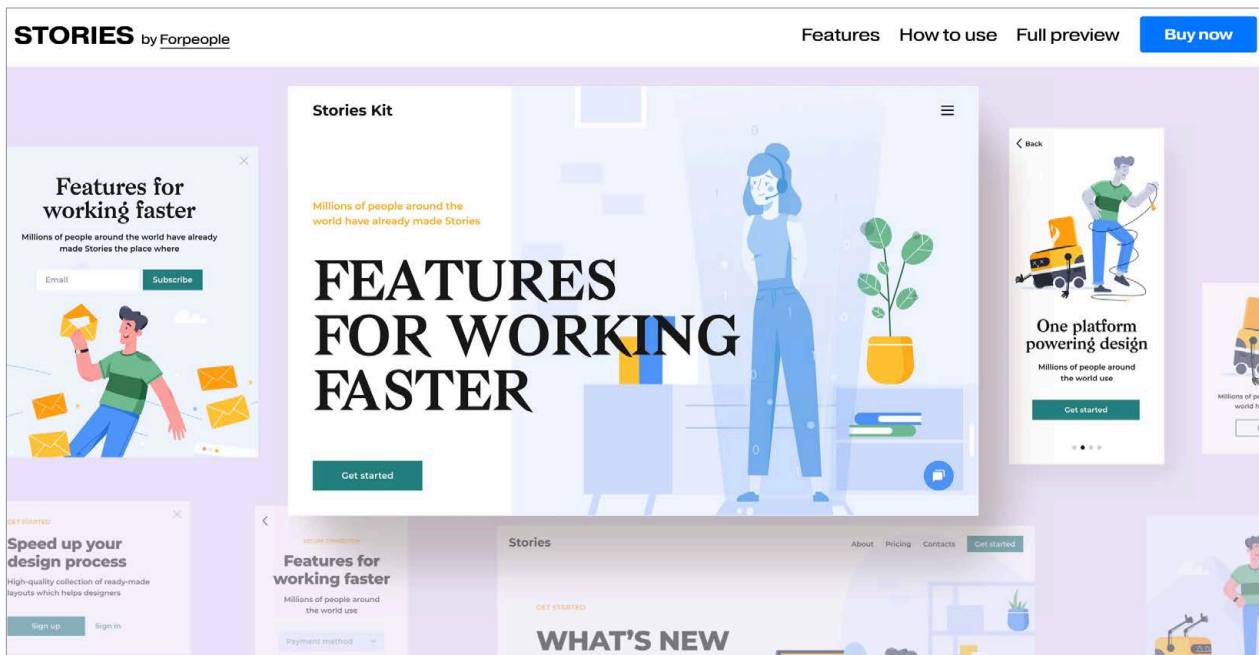 STORIES by Forpeople
Features How to use Full preview Buy now
Features for
working faster
Millions of people around the world have already
made Stories the place where
Email Subscribe
Stories Kit
Millions of people around the
world have already made Stories
FEATURES
FOR WORKING
FASTER
Get started
Back
One platform
powering design
Millions of people around
the world use
Get started
Millions of
world
GET STARTED
Speed up your
design process
High-quality collection of ready-made
layouts which helps designers
Sign up Sign in
SECURE CONNECTION
Features for
working faster
Millions of people around
the world use
Payment method
Stories
About Pricing Contacts Get started
GET STARTED
WHAT'S NEW